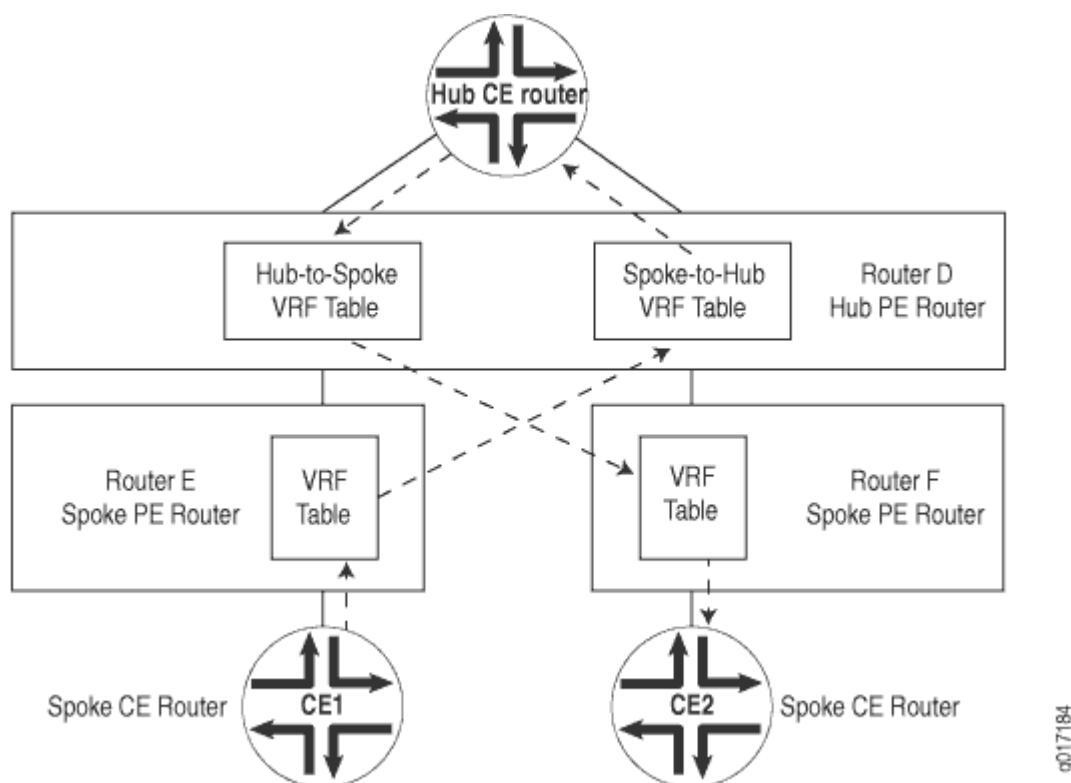 Hub CE router
Hub-to-Spoke
VRF Table
Spoke-to-Hub
VRF Table
Router D
Hub PE Router
Router E
Spoke PE Router
VRF
Table
VRF
Table
Router F
Spoke PE Router
Spoke CE Router
CE1
CE2
Spoke CE Router
g017184